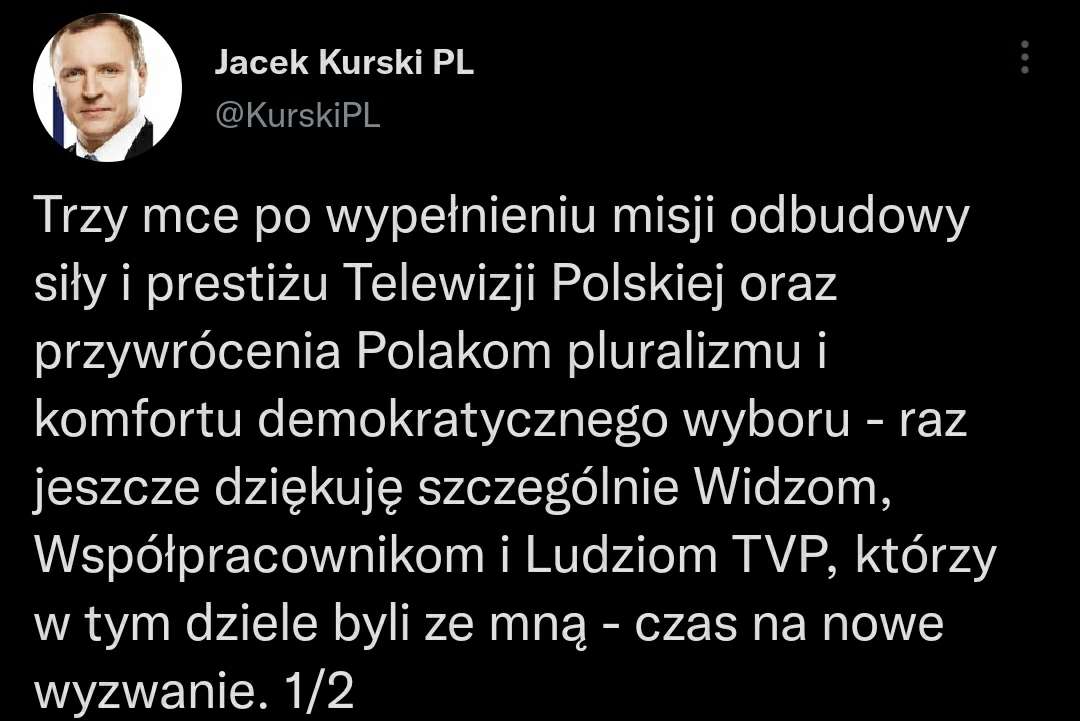 Jacek Kurski PL
@KurskiPL
Trzy mce po wypełnieniu misji odbudowy
siły i prestiżu Telewizji Polskiej oraz
przywrócenia Polakom pluralizmu i
komfortu demokratycznego wyboru - raz
jeszcze dziękuję szczególnie Widzom,
Współpracownikom i Ludziom TVP, którzy
w tym dziele byli ze mną - czas na nowe
wyzwanie. 1/2